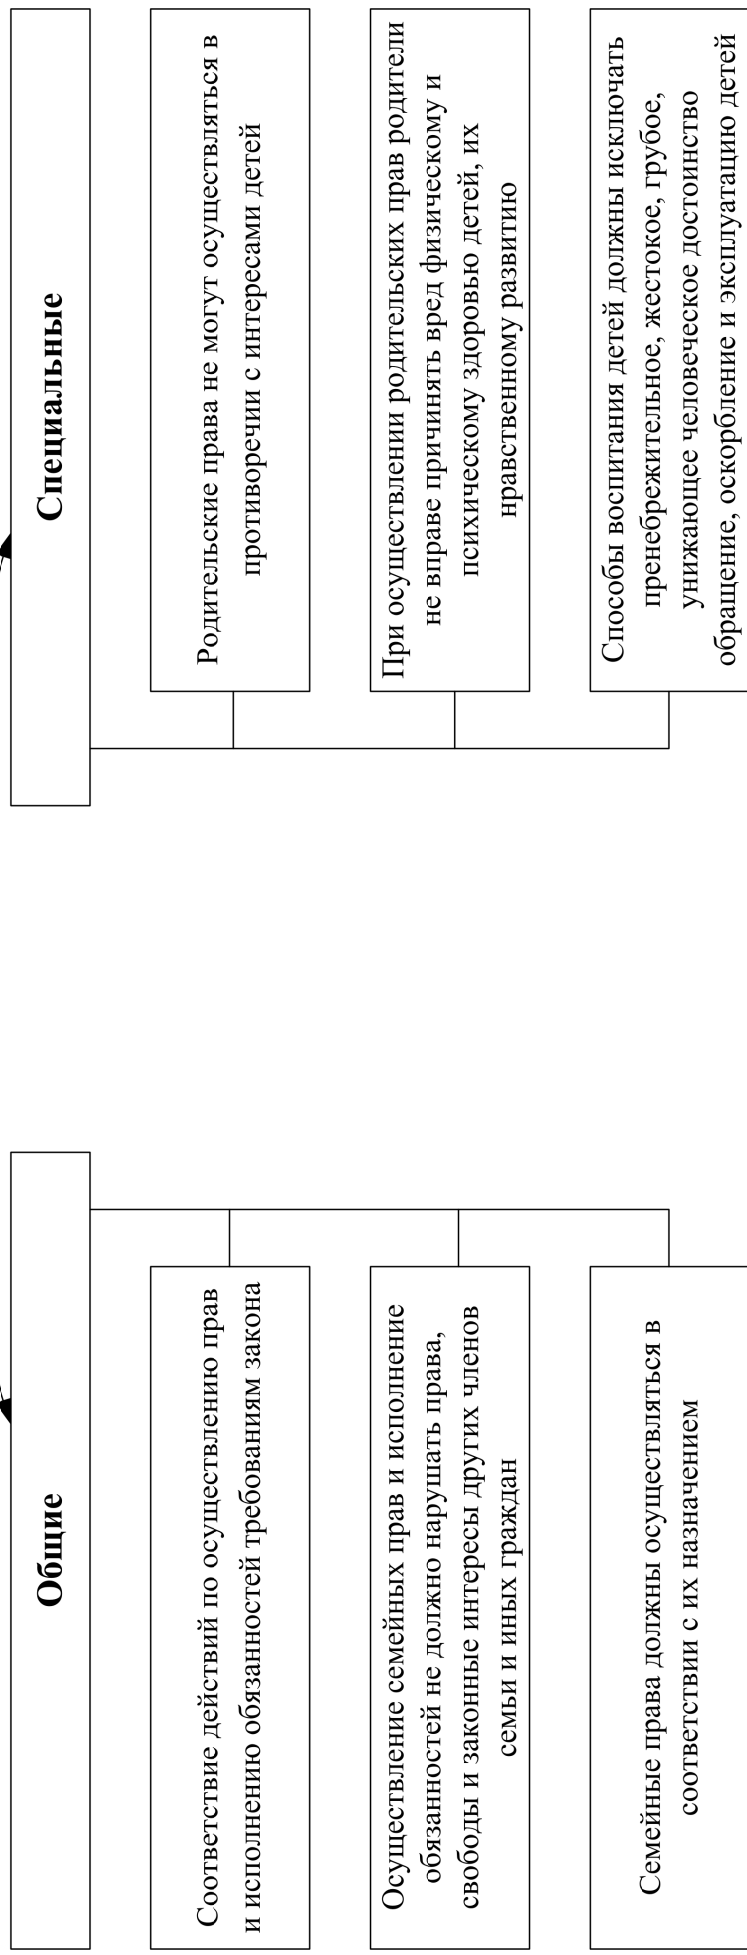 Общие
Соответствие действий по осуществлению прав
и исполнению обязанностей требованиям закона
Осуществление семейных прав и исполнение
обязанностей не должно нарушать права,
свободы и законные интересы других членов
семьи и иных граждан
Семейные права должны осуществляться в
соответствии с их назначением
Специальные
Родительские права не могут осуществляться в
противоречии с интересами детей
При осуществлении родительских прав родители
не вправе причинять вред физическому и
психическому здоровью детей, их
нравственному развитию
Способы воспитания детей должны исключать
пренебрежительное, жестокое, грубое,
унижающее человеческое достоинство
обращение, оскорбление и эксплуатацию детей